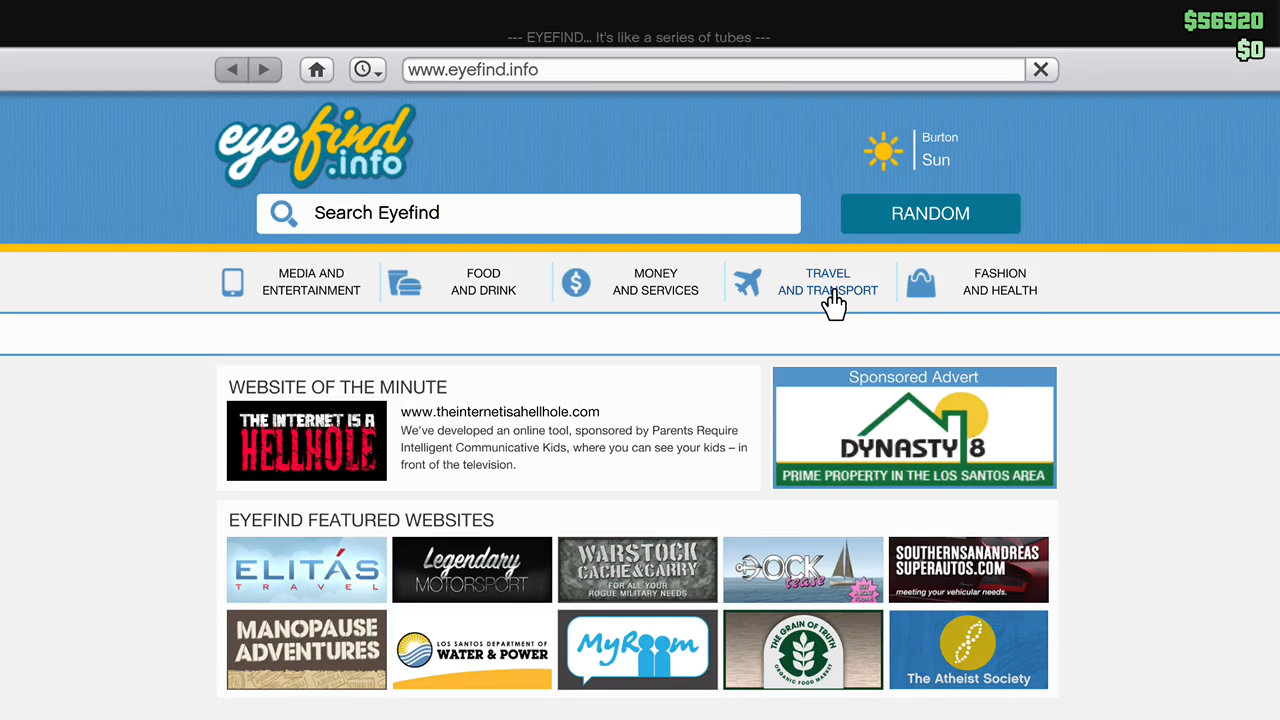 $56920
--- EYEFIND... It's like a series of tubes ---
$0
www.eyefind.info
eyefind
.info
Burton
Sun
Search Eyefind
RANDOM
MEDIA AND
ENTERTAINMENT
FOOD
AND DRINK
MONEY
AND SERVICES
TRAVEL
AND TRANSPORT
FASHION
AND HEALTH
WEBSITE OF THE MINUTE
THE INTERNET IS A
HELLHOLE
www.theinternetisahellhole.com
We've developed an online tool, sponsored by Parents Require
Intelligent Communicative Kids, where you can see your kids – in
front of the television.
Sponsored Advert
DYNASTY 8
PRIME PROPERTY IN THE LOS SANTOS AREA
EYEFIND FEATURED WEBSITES
ELITÁS
TRAVEL
Legendary
MOTORSPORT
WARSTOCK
CACHE & CARRY
FOR ALL YOUR
ROGUE MILITARY NEEDS
DOCK
tease
SOUTHERNSANANDREAS
SUPERAUTOS.COM
meeting your vehicular needs.
MANOPAUSE
ADVENTURES
LOS SANTOS DEPARTMENT OF
WATER & POWER
MyRoom
THE GRAIN OF TRUTH
ORGANIC FOOD MARKET
The Atheist Society